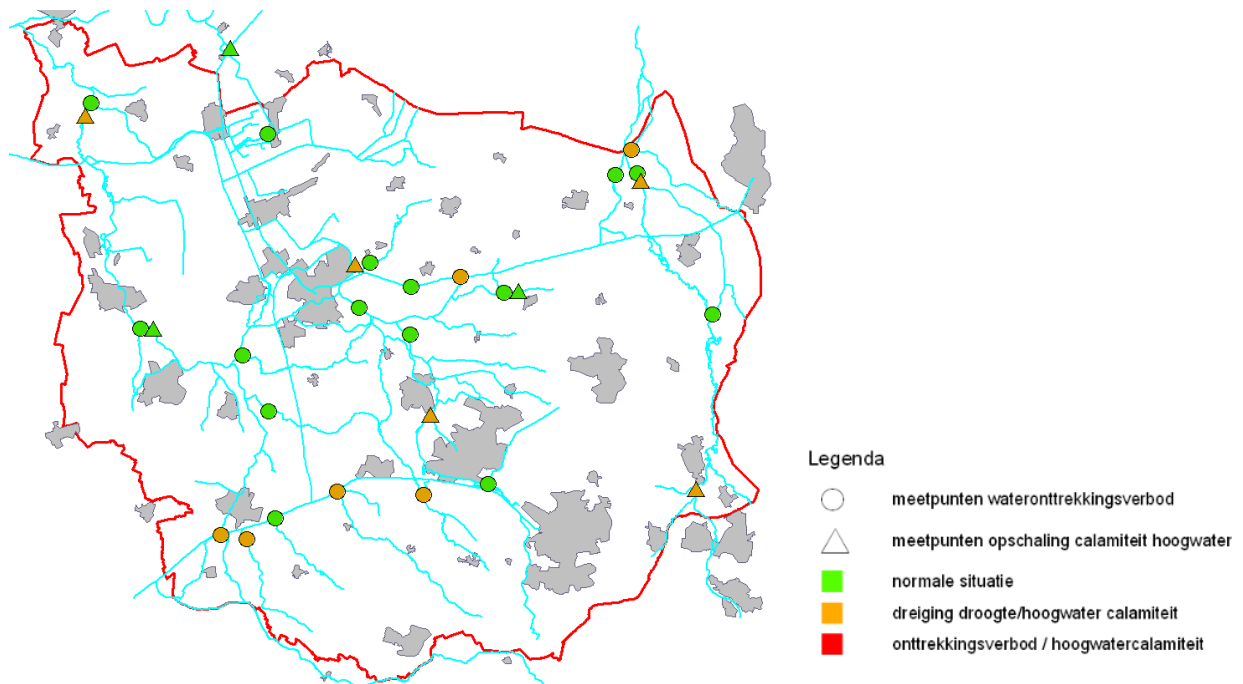 Legenda
meetpunten wateronttrekkingsverbod
meetpunten opschaling calamiteit hoogwater
normale situatie
dreiging droogte/hoogwater calamiteit
onttrekkingsverbod / hoogwatercalamiteit